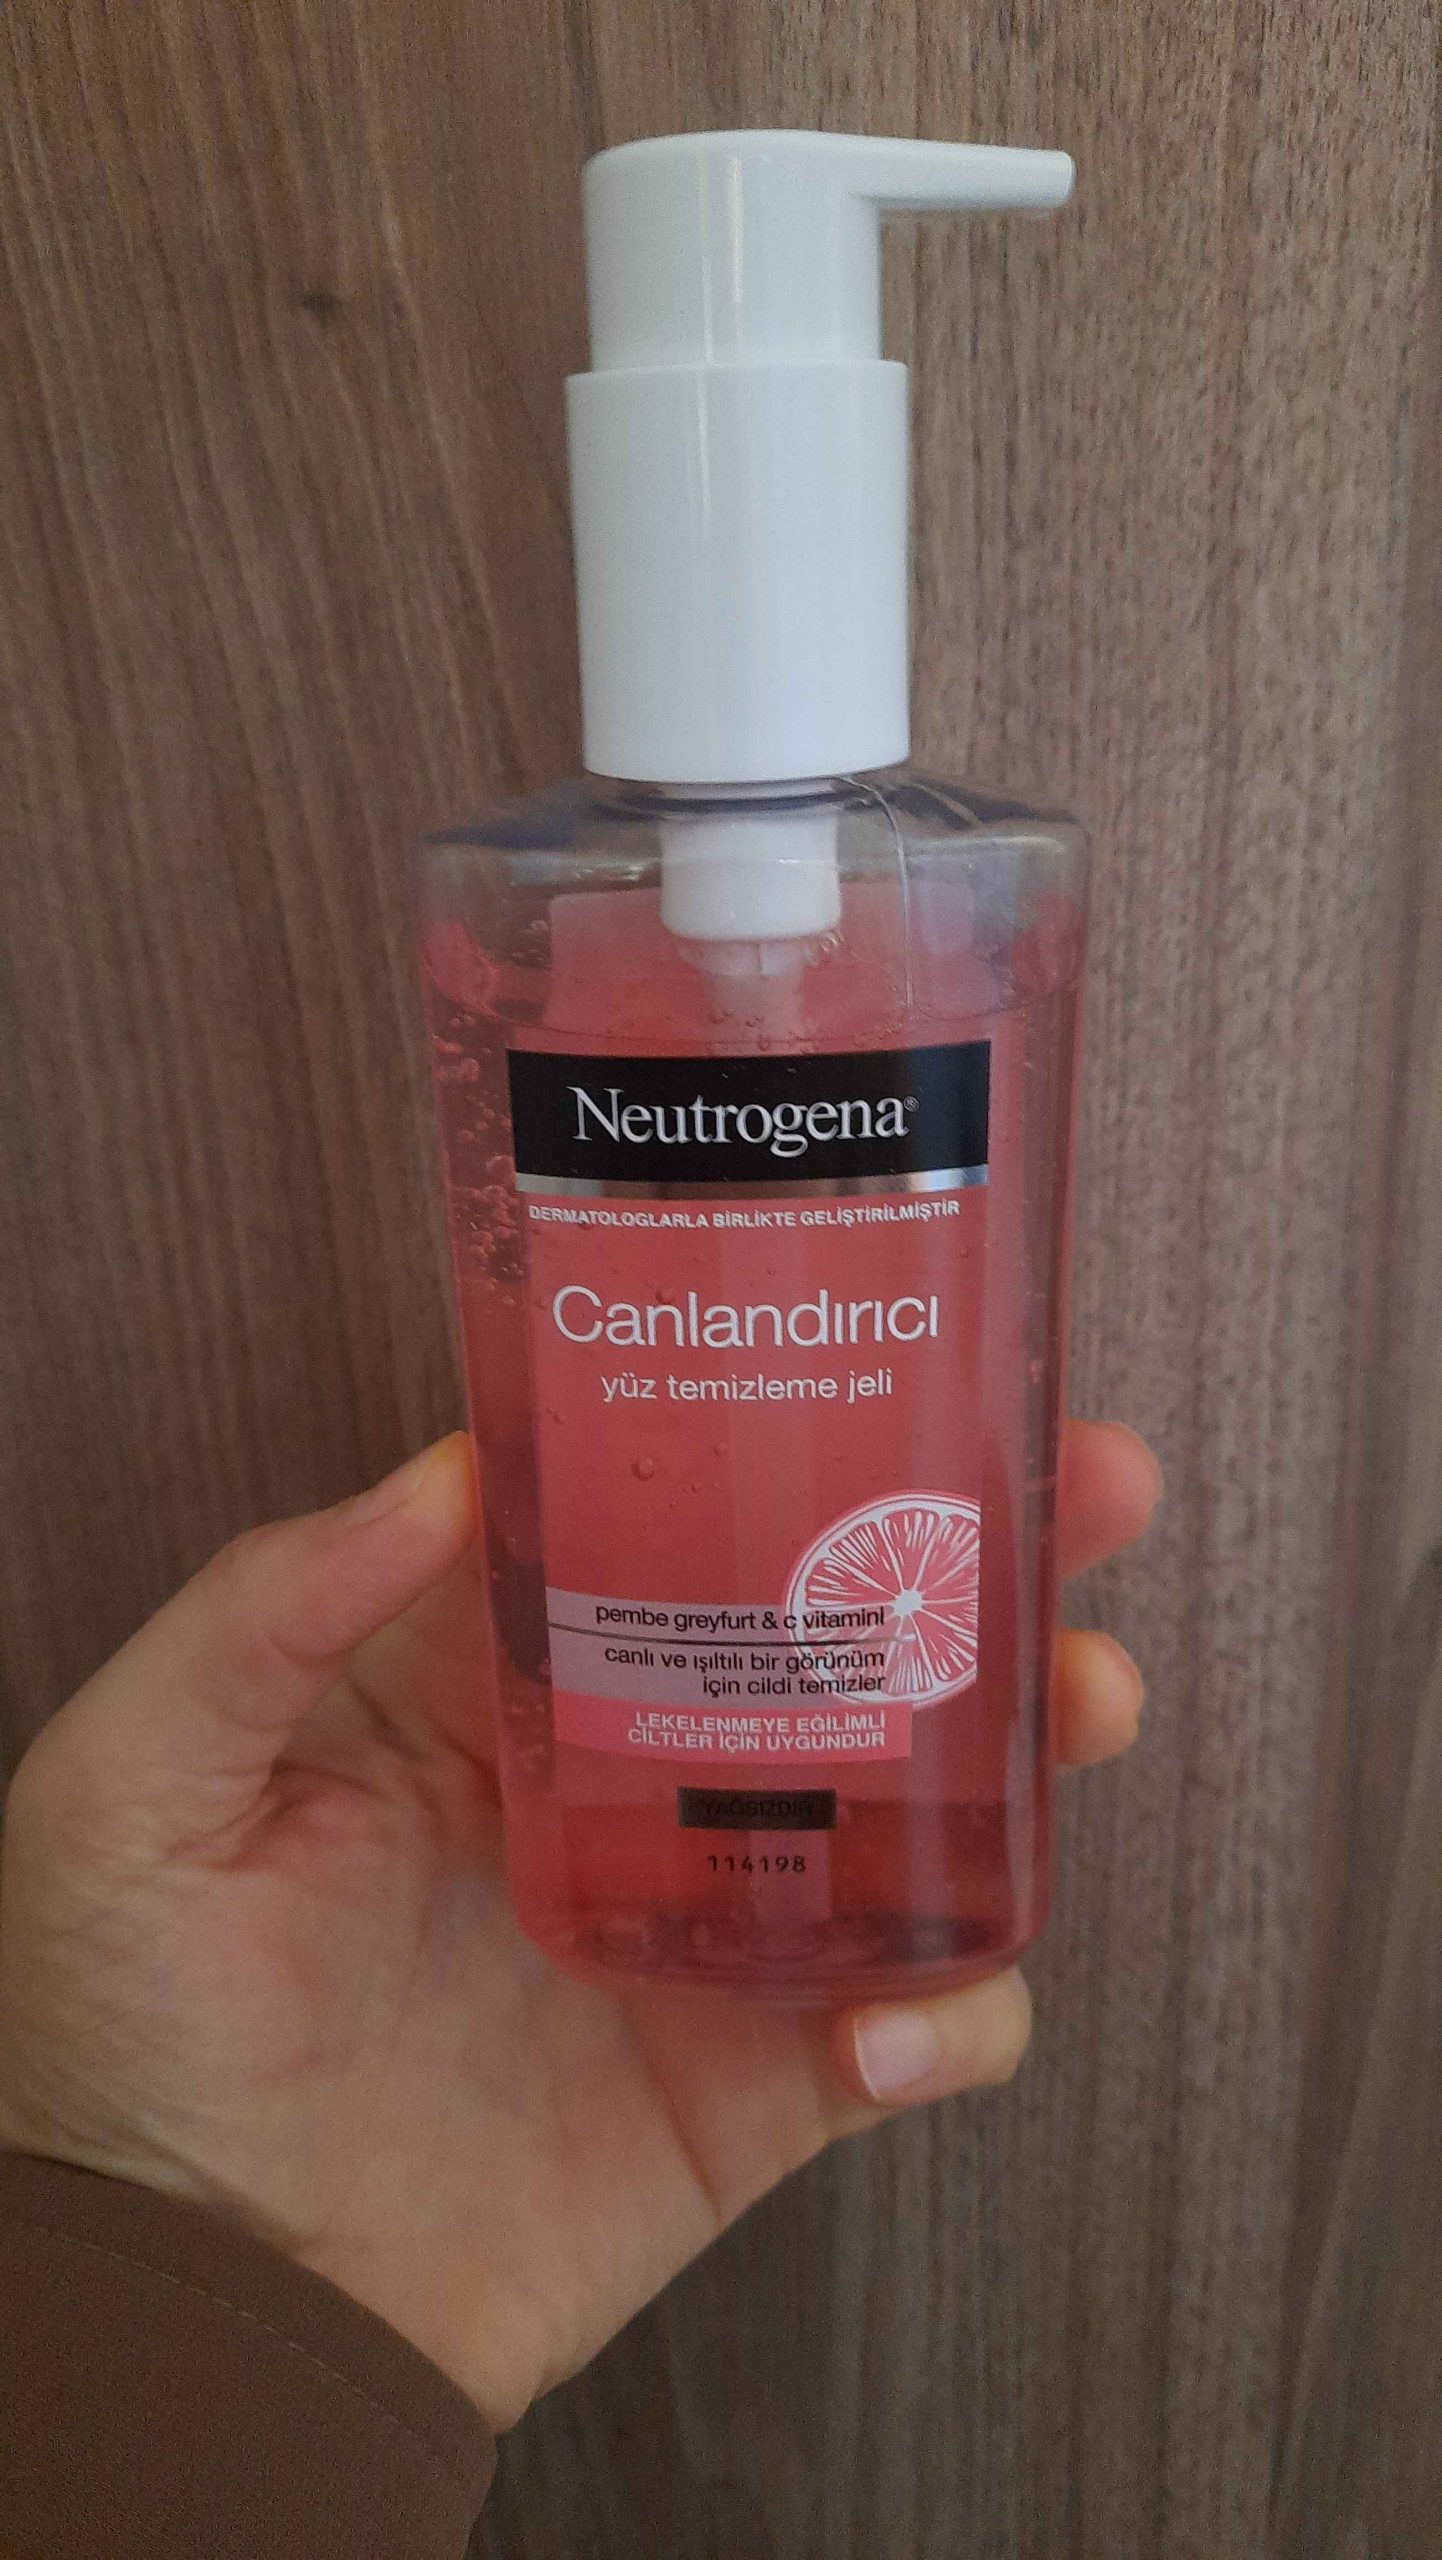 Neutrogena®
DERMATOLOGLARLA BİRLİKTE GELİŞTİRİLMİŞTİR
Canlandırıcı
yüz temizleme jeli
pembe greyfurt & c vitamini
canlı ve ışıltılı bir görünüm
için cildi temizler
LEKELENMEYE EĞİLİMLİ
CİLTLER İÇİN UYGUNDUR
YAĞSIZDIR
114198